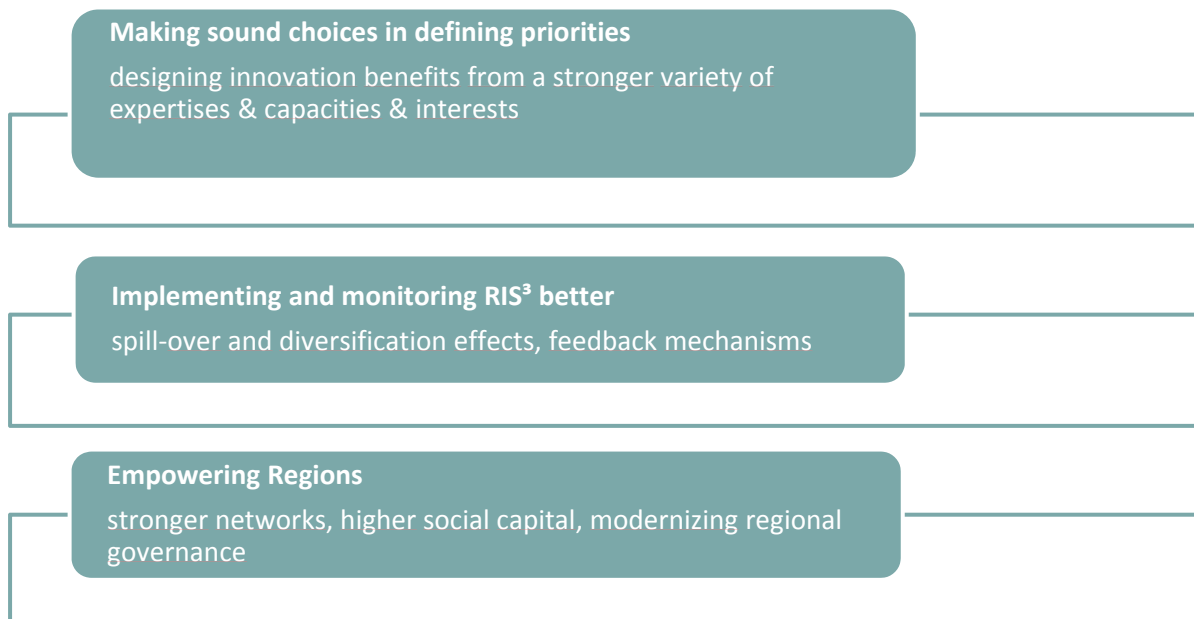 Making sound choices in defining priorities
designing innovation benefits from a stronger variety of
expertises & capacities & interests
Implementing and monitoring RIS³ better
spill-over and diversification effects, feedback mechanisms
Empowering Regions
stronger networks, higher social capital, modernizing regional
governance